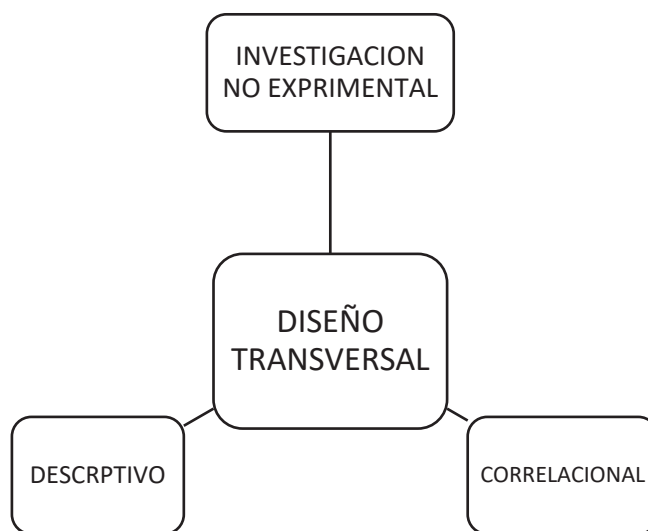 INVESTIGACION
NO EXPRIMENTAL
DISEÑO
TRANSVERSAL
DESCRPTIVO
CORRELACIONAL